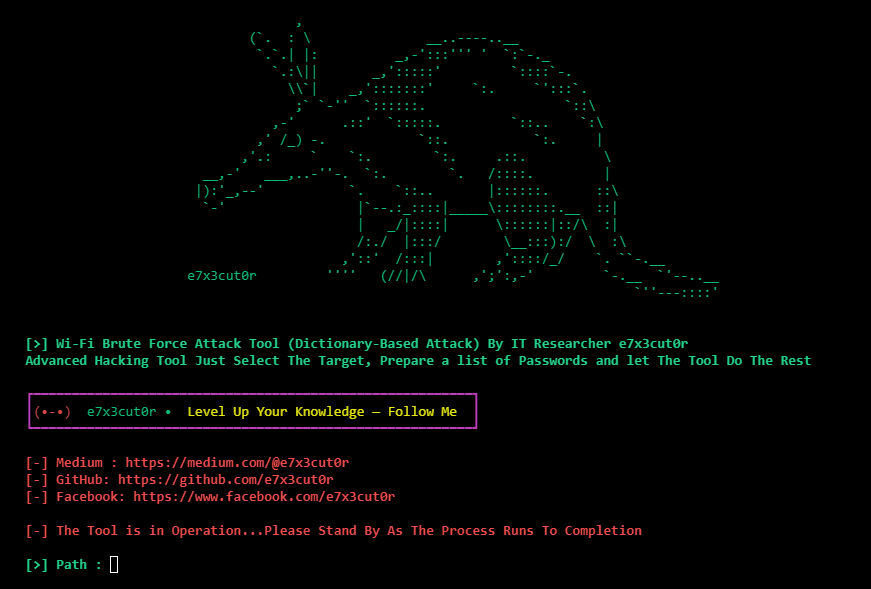 e7x3cut0r
[>] Wi-Fi Brute Force Attack Tool (Dictionary-Based Attack) By IT Researcher e7x3cut0r
Advanced Hacking Tool Just Select The Target, Prepare a list of Passwords and let The Tool Do The Rest
(•-•) e7x3cut0r • Level Up Your Knowledge — Follow Me
[-] Medium : https://medium.com/@e7x3cut0r
[-] GitHub: https://github.com/e7x3cut0r
[-] Facebook: https://www.facebook.com/e7x3cut0r
[-] The Tool is in Operation...Please Stand By As The Process Runs To Completion
[>] Path :